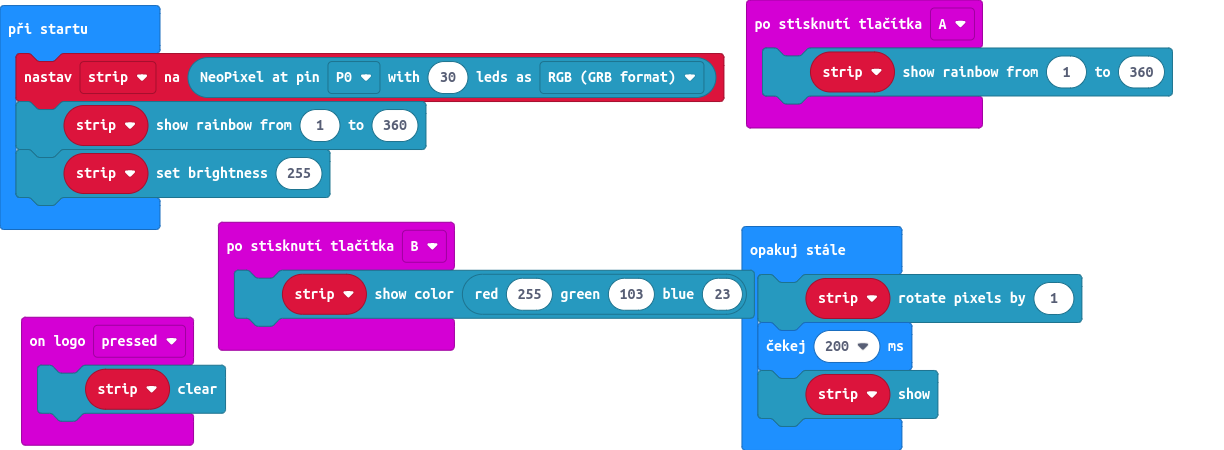 při startu
nastav strip na NeoPixel at pin P0 with 30 leds as RGB (GRB format)
strip show rainbow from 1 to 360
strip set brightness 255
po stisknutí tlačítka A
strip show rainbow from 1 to 360
po stisknutí tlačítka B
strip show color red 255 green 103 blue 23
on logo pressed
strip clear
opakuj stále
strip rotate pixels by 1
čekej 200 ms
strip show